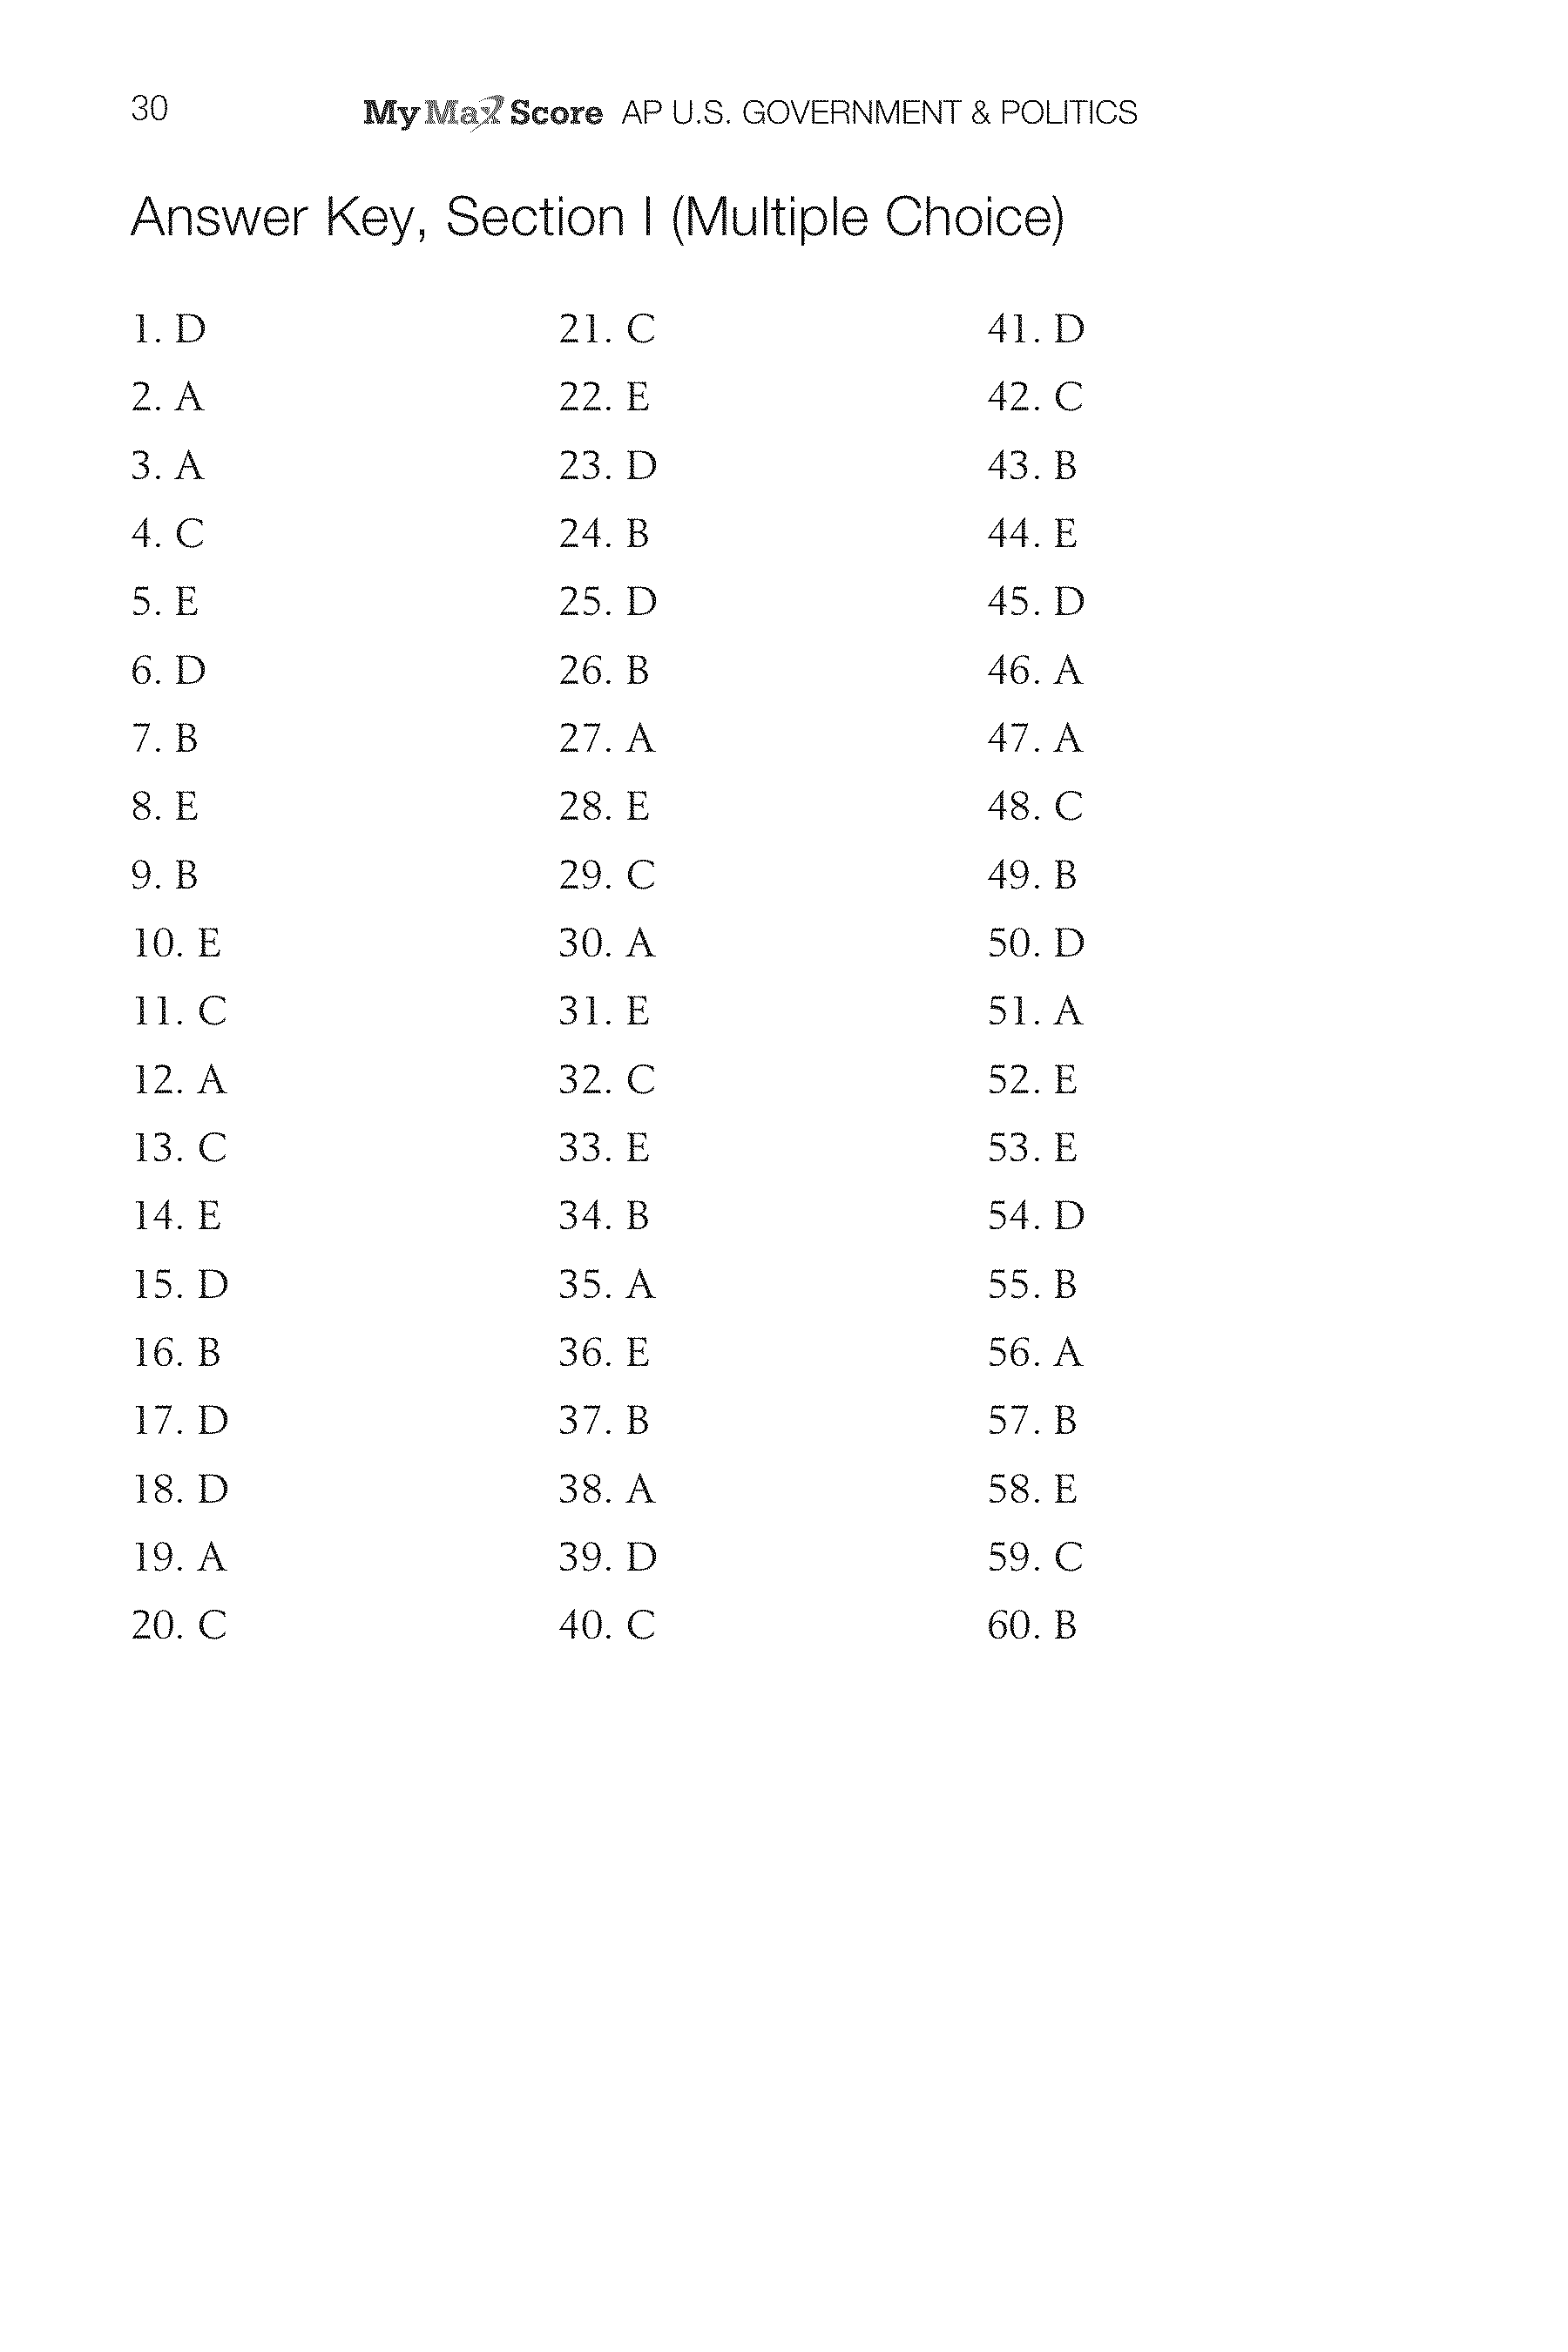 30 My Max Score AP U.S. GOVERNMENT & POLITICS
Answer Key, Section I (Multiple Choice)
1. D
2. A
3. A
4. C
5. E
6. D
7. B
8. E
9. B
10. E
11. C
12. A
13. C
14. E
15. D
16. B
17. D
18. D
19. A
20. C
21. C
22. E
23. D
24. B
25. D
26. B
27. A
28. E
29. C
30. A
31. E
32. C
33. E
34. B
35. A
36. E
37. B
38. A
39. D
40. C
41. D
42. C
43. B
44. E
45. D
46. A
47. A
48. C
49. B
50. D
51. A
52. E
53. E
54. D
55. B
56. A
57. B
58. E
59. C
60. B